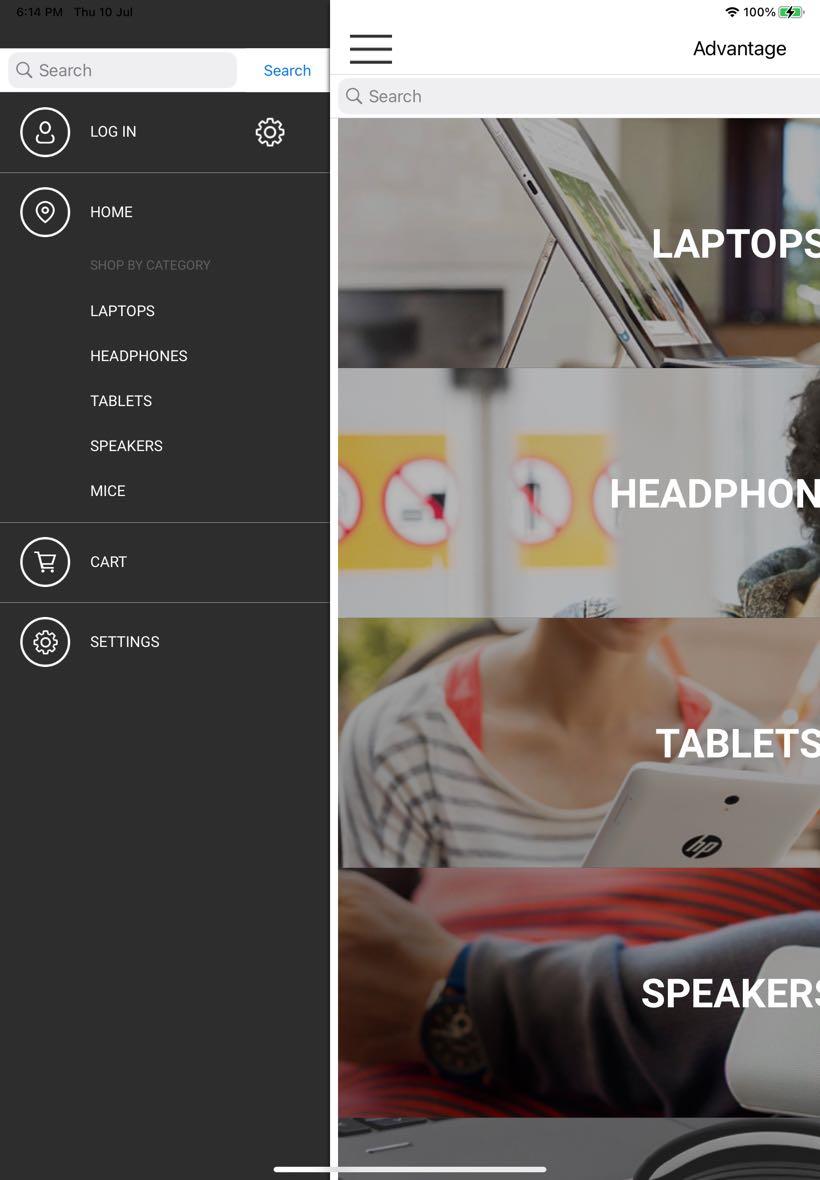 6:14 PM Thu 10 Jul
100%
Search
Search
LOG IN
HOME
SHOP BY CATEGORY
LAPTOPS
HEADPHONES
TABLETS
SPEAKERS
MICE
CART
SETTINGS
Advantage
Search
LAPTOPS
HEADPHON
TABLETS
hp
SPEAKERS